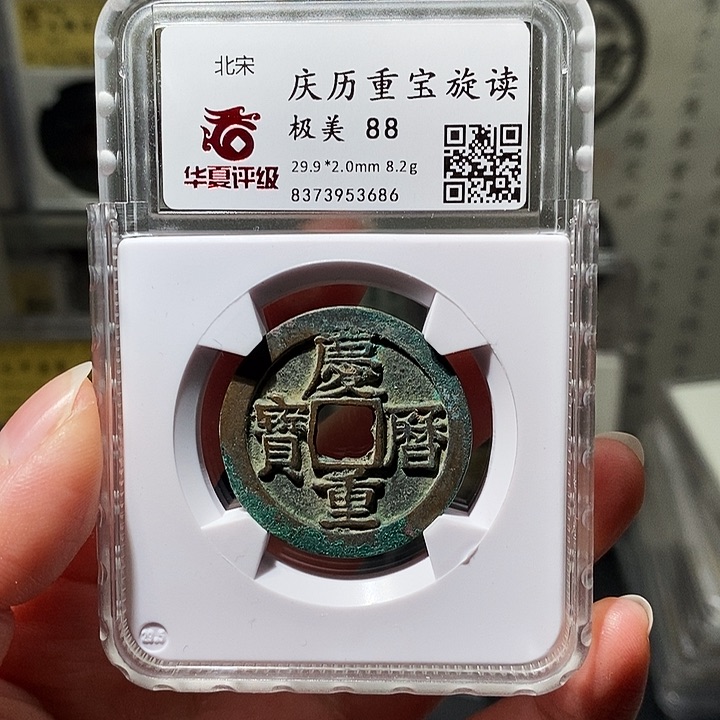 北宋
华夏评级
庆历重宝旋读
极美 88
29.9*2.0mm 8.2g
8373953686
慶曆重寶